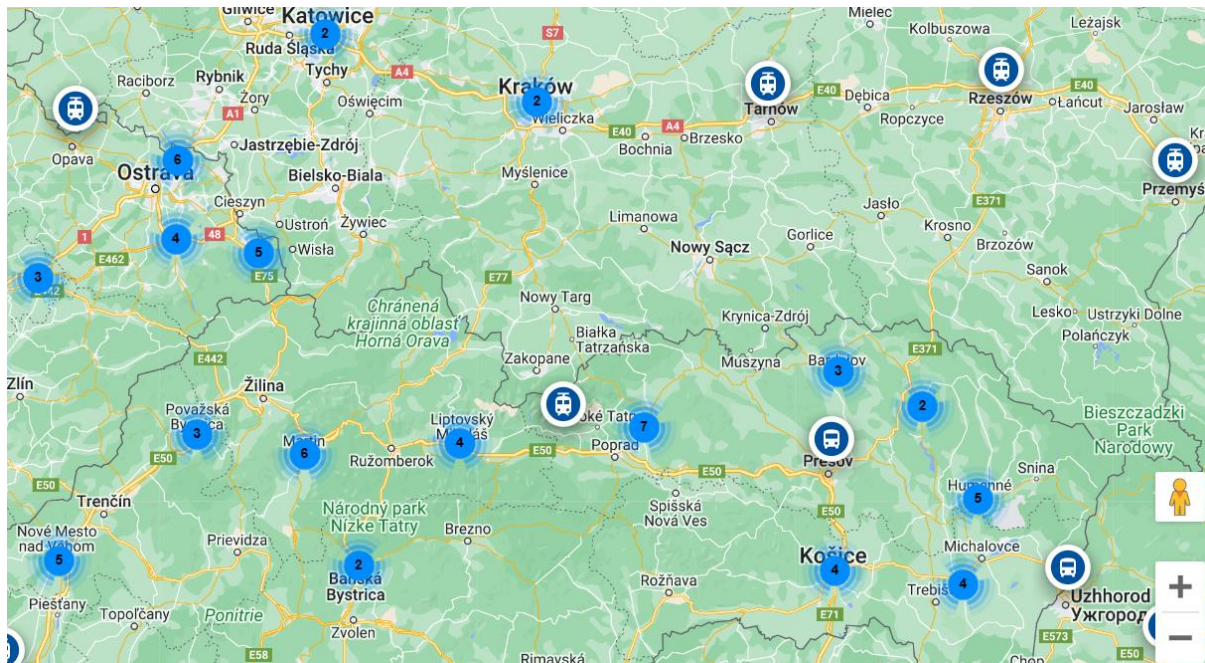 Gliwice
Katowice
2
Ruda Śląska
S7
Mielec
Kolbuszowa
Leżajsk
Raciborz
Rybnik
Tychy
A4
Kraków
2
Żory
Oświęcim
Wieliczka
Tarnów
E40
Dębica
Rzeszów
E40
Łańcut
Jarosław
A1
E40
A4
Ropczyce
Opava
Bochnia
Brzesko
6
Jastrzębie-Zdrój
Ostrava
Bielsko-Biala
Myślenice
Cieszyn
E371
Jasło
Limanowa
Krosno
Ustroń
Żywiec
1
4
48
Wisła
5
Nowy Sącz
Gorlice
Brzozów
E462
E75
E77
Sanok
3
Chránená
krajinná oblasť
Horná Orava
Nowy Targ
Krynica-Zdrój
Lesko
Ustrzyki Dolne
Białka
Tatrzańska
Polańczyk
E442
Zakopane
Muszyna
E371
3
Zlín
Žilina
Považská
3
2
Bieszczadzki
Park
Narodowy
Liptovský
4
7
6
E50
Ružomberok
E50
Poprad
E50
Prešov
E50
Snina
Trenčín
Humenné
5
Spišská
Nová Ves
Národný park
Nízke Tatry
E50
Nové Mesto
nad Váhom
Prievidza
Brezno
Michalovce
5
2
Banská
Bystrica
Košice
4
4
Rožňava
Piešťany
Topoľčany
Ponitrie
Zvolen
E71
Uzhhorod
Ужгород
E58
Rimavská
E573
E50